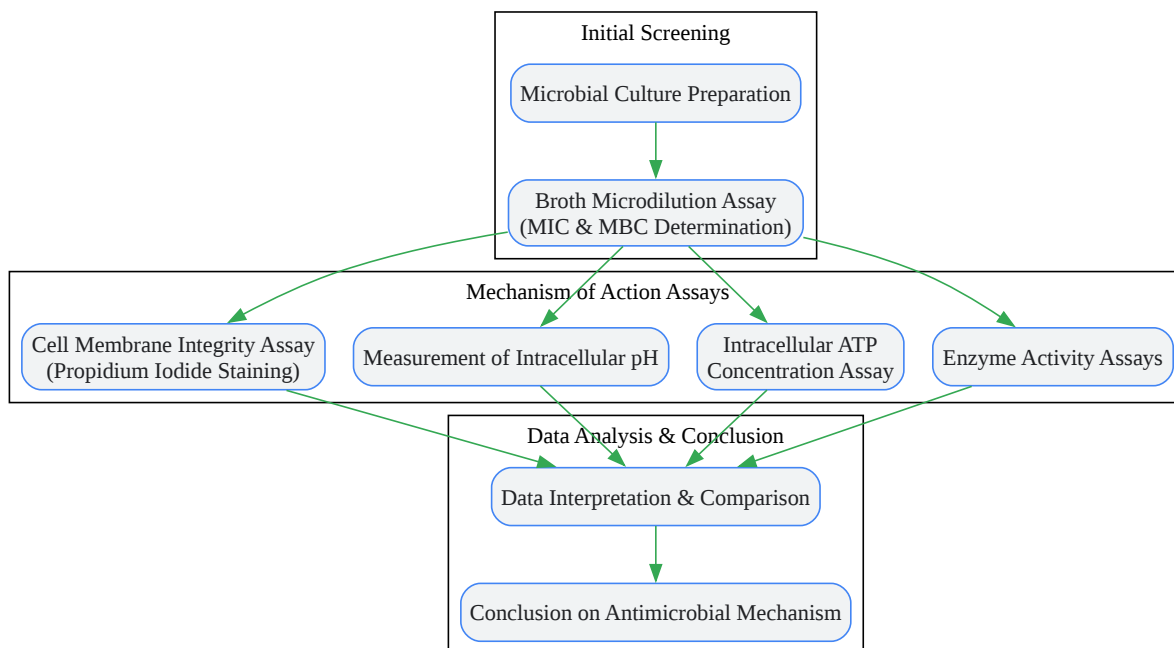 Initial Screening
Microbial Culture Preparation
Broth Microdilution Assay
(MIC & MBC Determination)
Mechanism of Action Assays
Cell Membrane Integrity Assay
(Propidium Iodide Staining)
Measurement of Intracellular pH
Intracellular ATP
Concentration Assay
Enzyme Activity Assays
Data Analysis & Conclusion
Data Interpretation & Comparison
Conclusion on Antimicrobial Mechanism